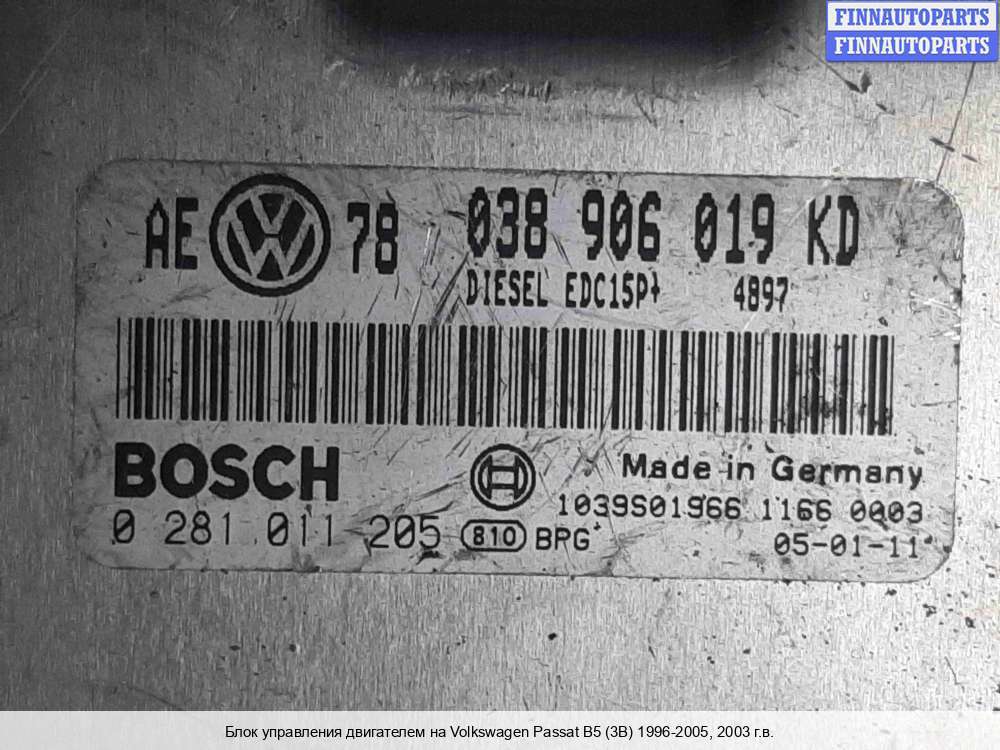 FINNAUTOPARTS
FINNAUTOPARTS
AE VW 78 038 906 019 KD
DIESEL EDC15P+ 4897
BOSCH Made in Germany
1039S01966 1166 0003
0 281 011 205 810 BPG 05-01-11
Блок управления двигателем на Volkswagen Passat B5 (3B) 1996-2005, 2003 г.в.